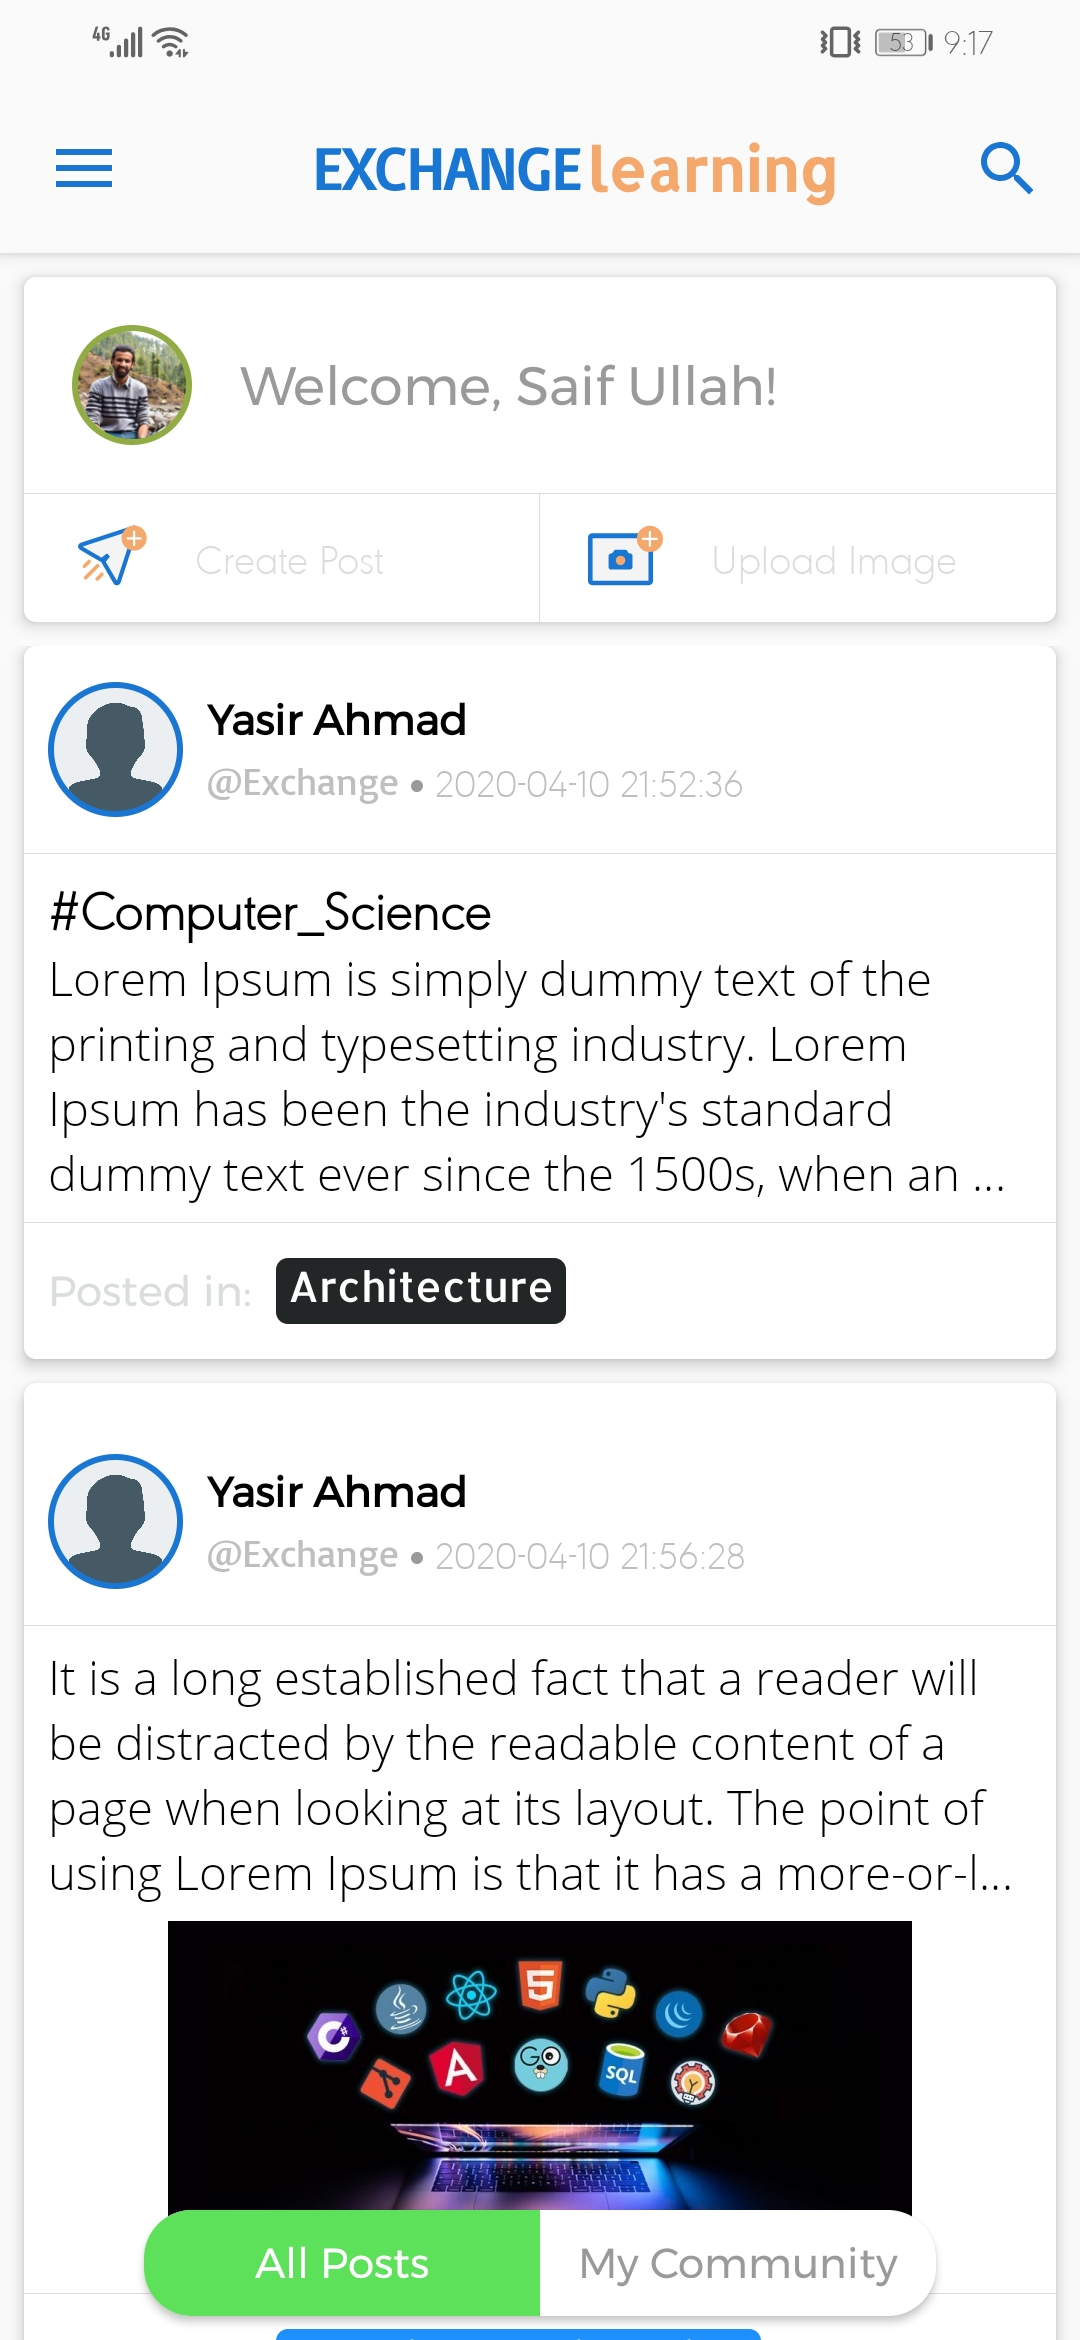 4G 53 9:17
EXCHANGE learning
Welcome, Saif Ullah!
Create Post Upload Image
Yasir Ahmad
@Exchange • 2020-04-10 21:52:36
#Computer_Science
Lorem Ipsum is simply dummy text of the
printing and typesetting industry. Lorem
Ipsum has been the industry's standard
dummy text ever since the 1500s, when an ...
Posted in: Architecture
Yasir Ahmad
@Exchange • 2020-04-10 21:56:28
It is a long established fact that a reader will
be distracted by the readable content of a
page when looking at its layout. The point of
using Lorem Ipsum is that it has a more-or-l...
5
C#
A
GO
SQL
All Posts My Community